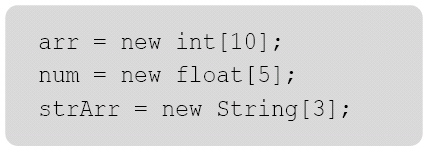 arr = new int[10];
num = new float[5];
strArr = new String[3];